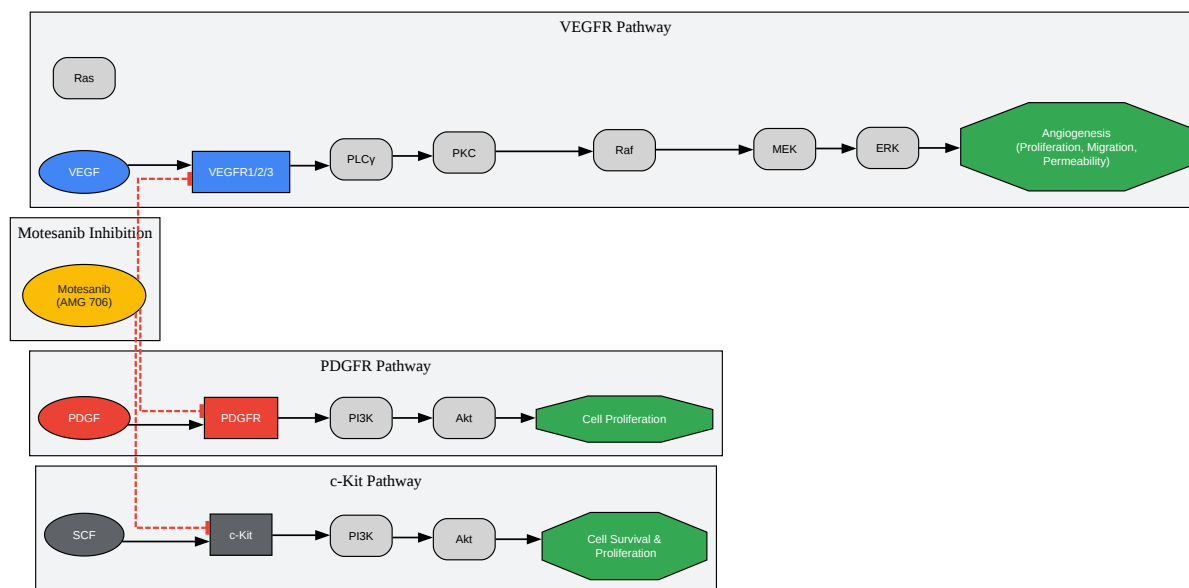 VEGFR Pathway
Ras
VEGF
VEGFR1/2/3
PLCγ
PKC
Raf
MEK
ERK
Angiogenesis
(Proliferation, Migration,
Permeability)
Motesanib Inhibition
Motesanib
(AMG 706)
PDGFR Pathway
PDGF
PDGFR
PI3K
Akt
Cell Proliferation
c-Kit Pathway
SCF
c-Kit
PI3K
Akt
Cell Survival &
Proliferation